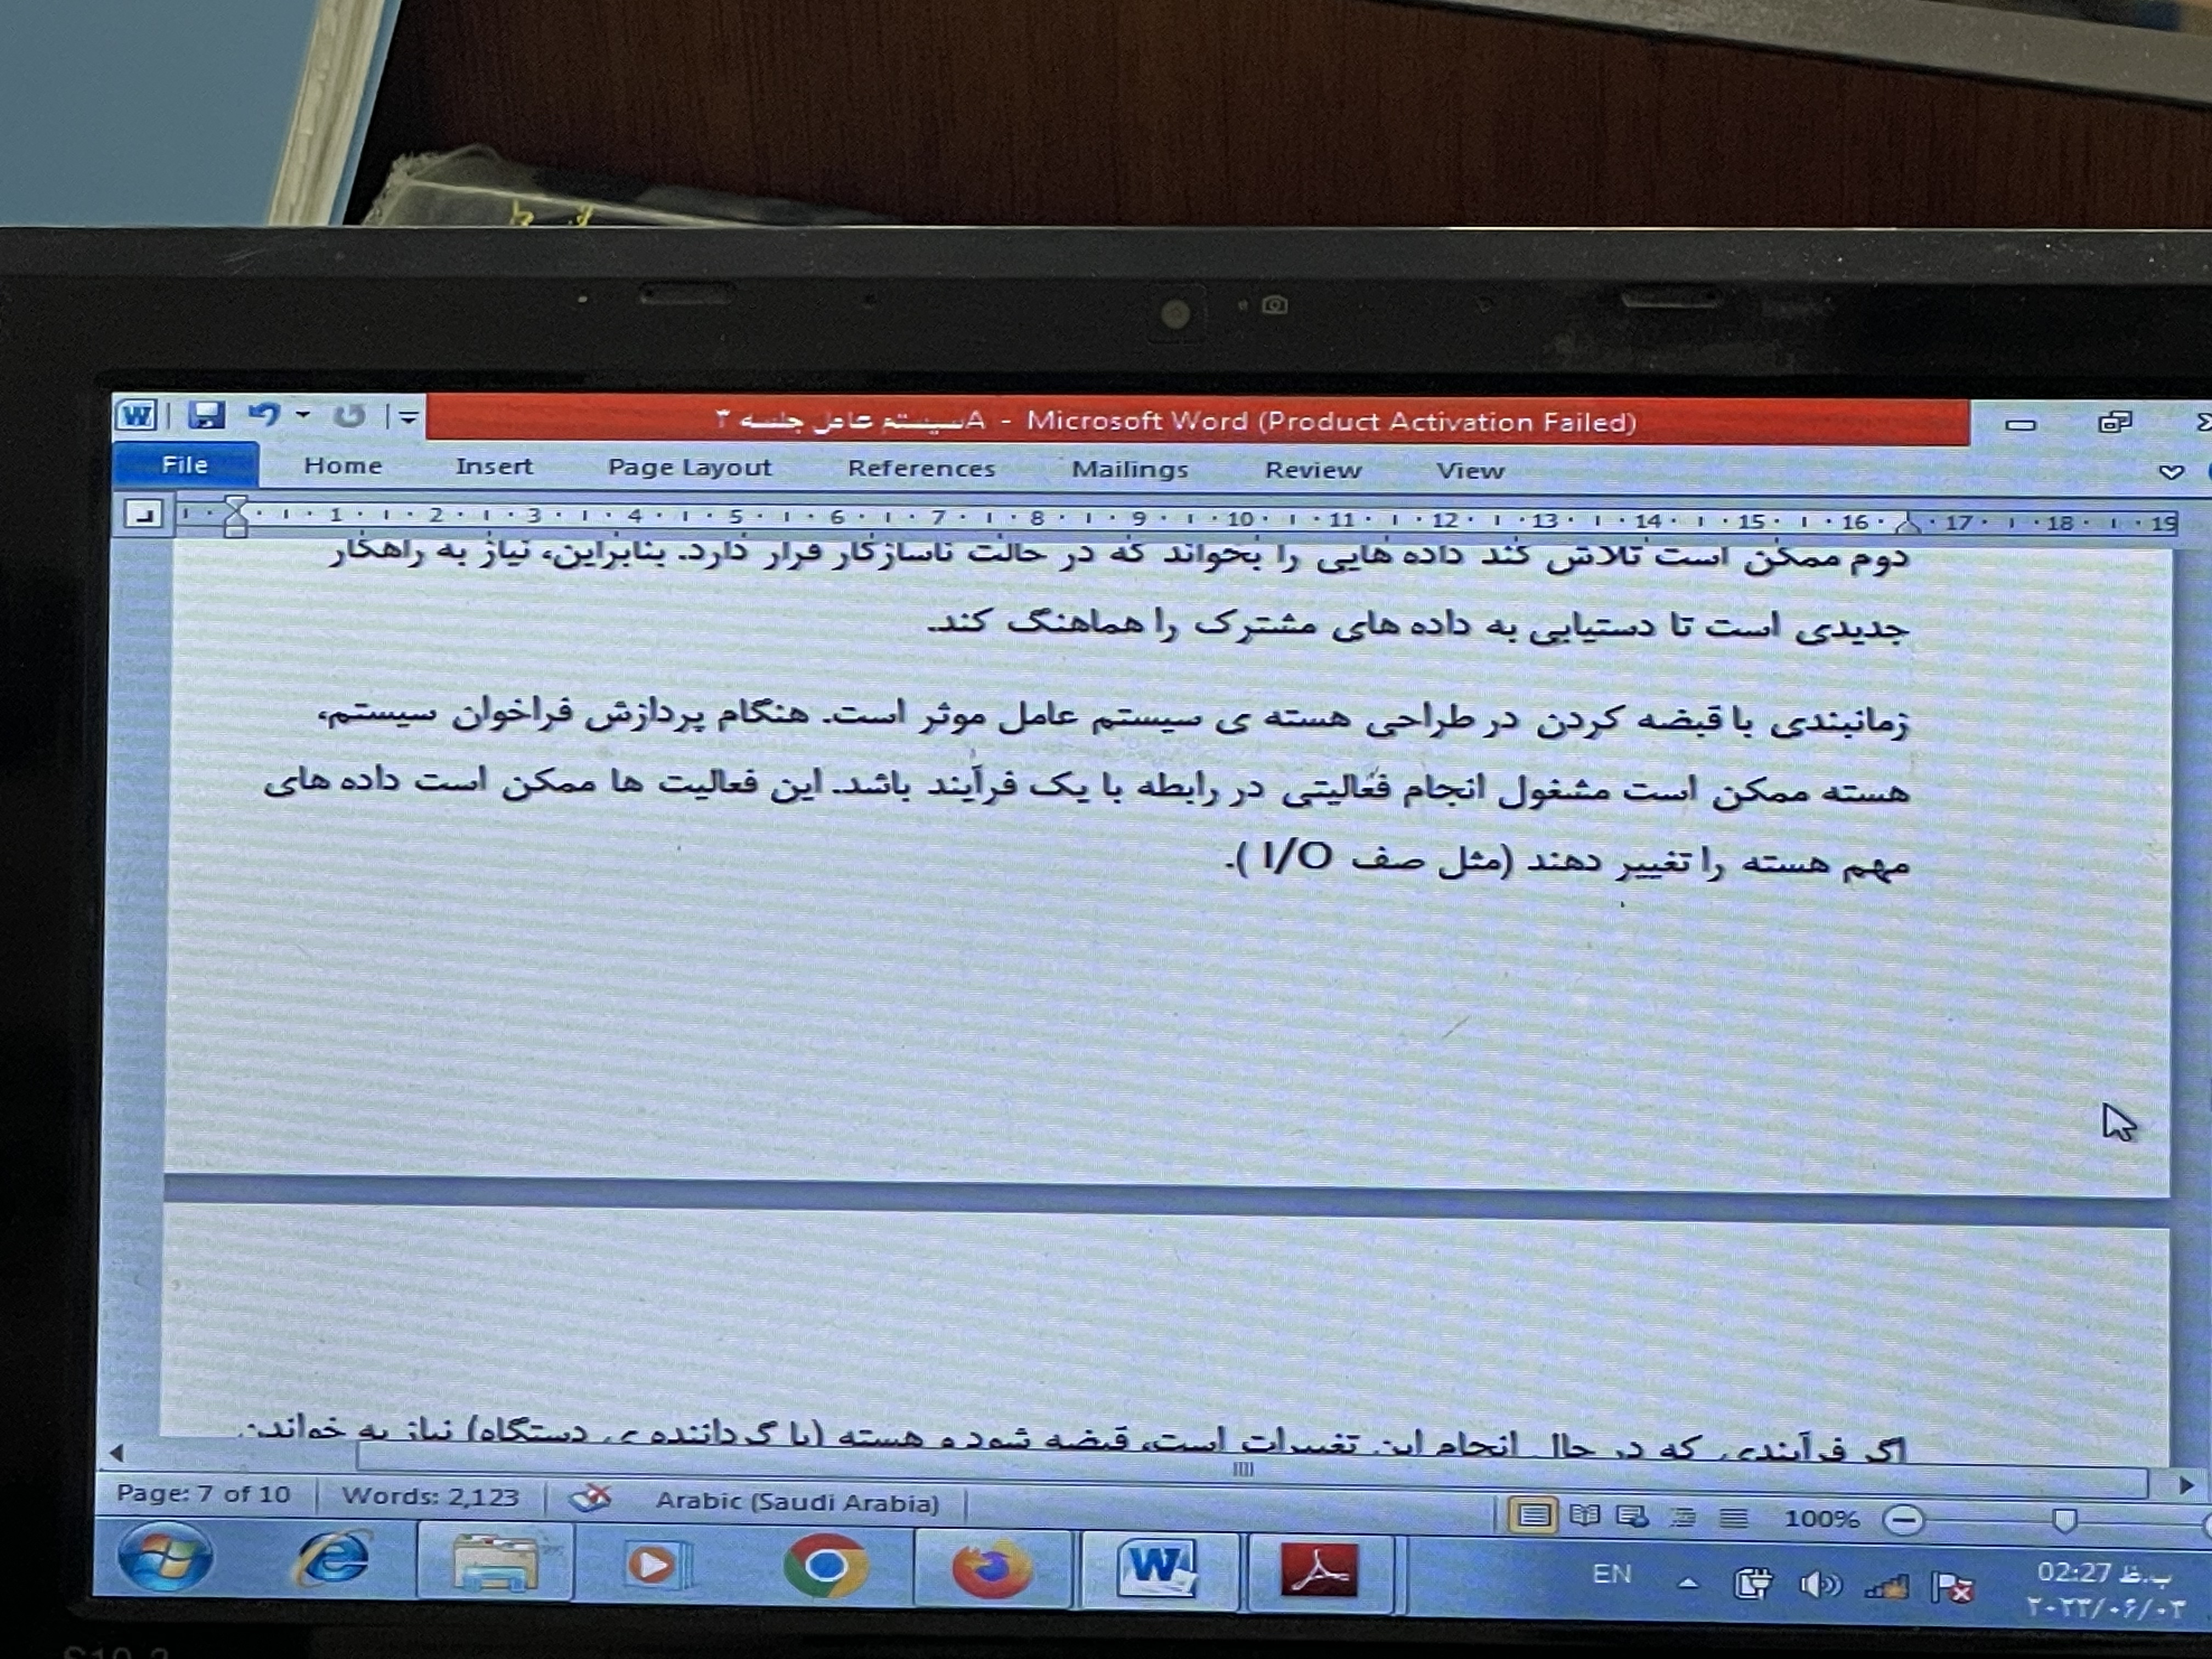 سیستم عامل جلسه ۳A - Microsoft Word (Product Activation Failed)
File Home Insert Page Layout References Mailings Review View
1 2 3 4 5 6 7 8 9 10 11 12 13 14 15 16 17 18 19
دوم ممکن است تلاش کند داده هایی را بخواند که در حالت ناسازگار قرار دارد. بنابراین، نیاز به راهکار
جدیدی است تا دستیابی به داده های مشترک را هماهنگ کند.
زمانبندی با قبضه کردن در طراحی هسته ی سیستم عامل موثر است. هنگام پردازش فراخوان سیستم،
هسته ممکن است مشغول انجام فعالیتی در رابطه با یک فرآیند باشد. این فعالیت ها ممکن است داده های
مهم هسته را تغییر دهند (مثل صف I/O ).
اگر فرآیندی که در حال انجام این تغییرات است، قبضه شود و هسته (یا گرداننده ی دستگاه) نیاز به خواندن
Page: 7 of 10 Words: 2,123 Arabic (Saudi Arabia) 100%
EN 02:27 ب.ظ
۲۰۲۳/۰۶/۰۳